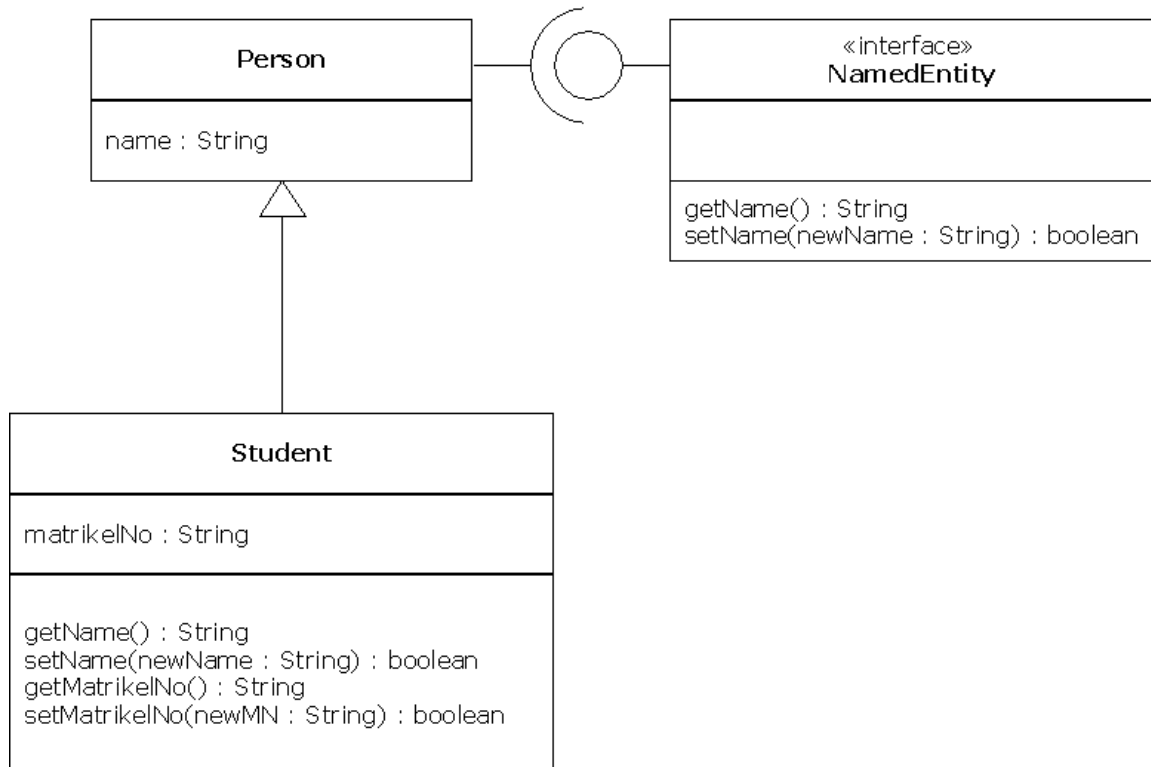 Person
name : String
«interface»
NamedEntity
getName() : String
setName(newName : String) : boolean
Student
matrikelNo : String
getName() : String
setName(newName : String) : boolean
getMatrikelNo() : String
setMatrikelNo(newMN : String) : boolean